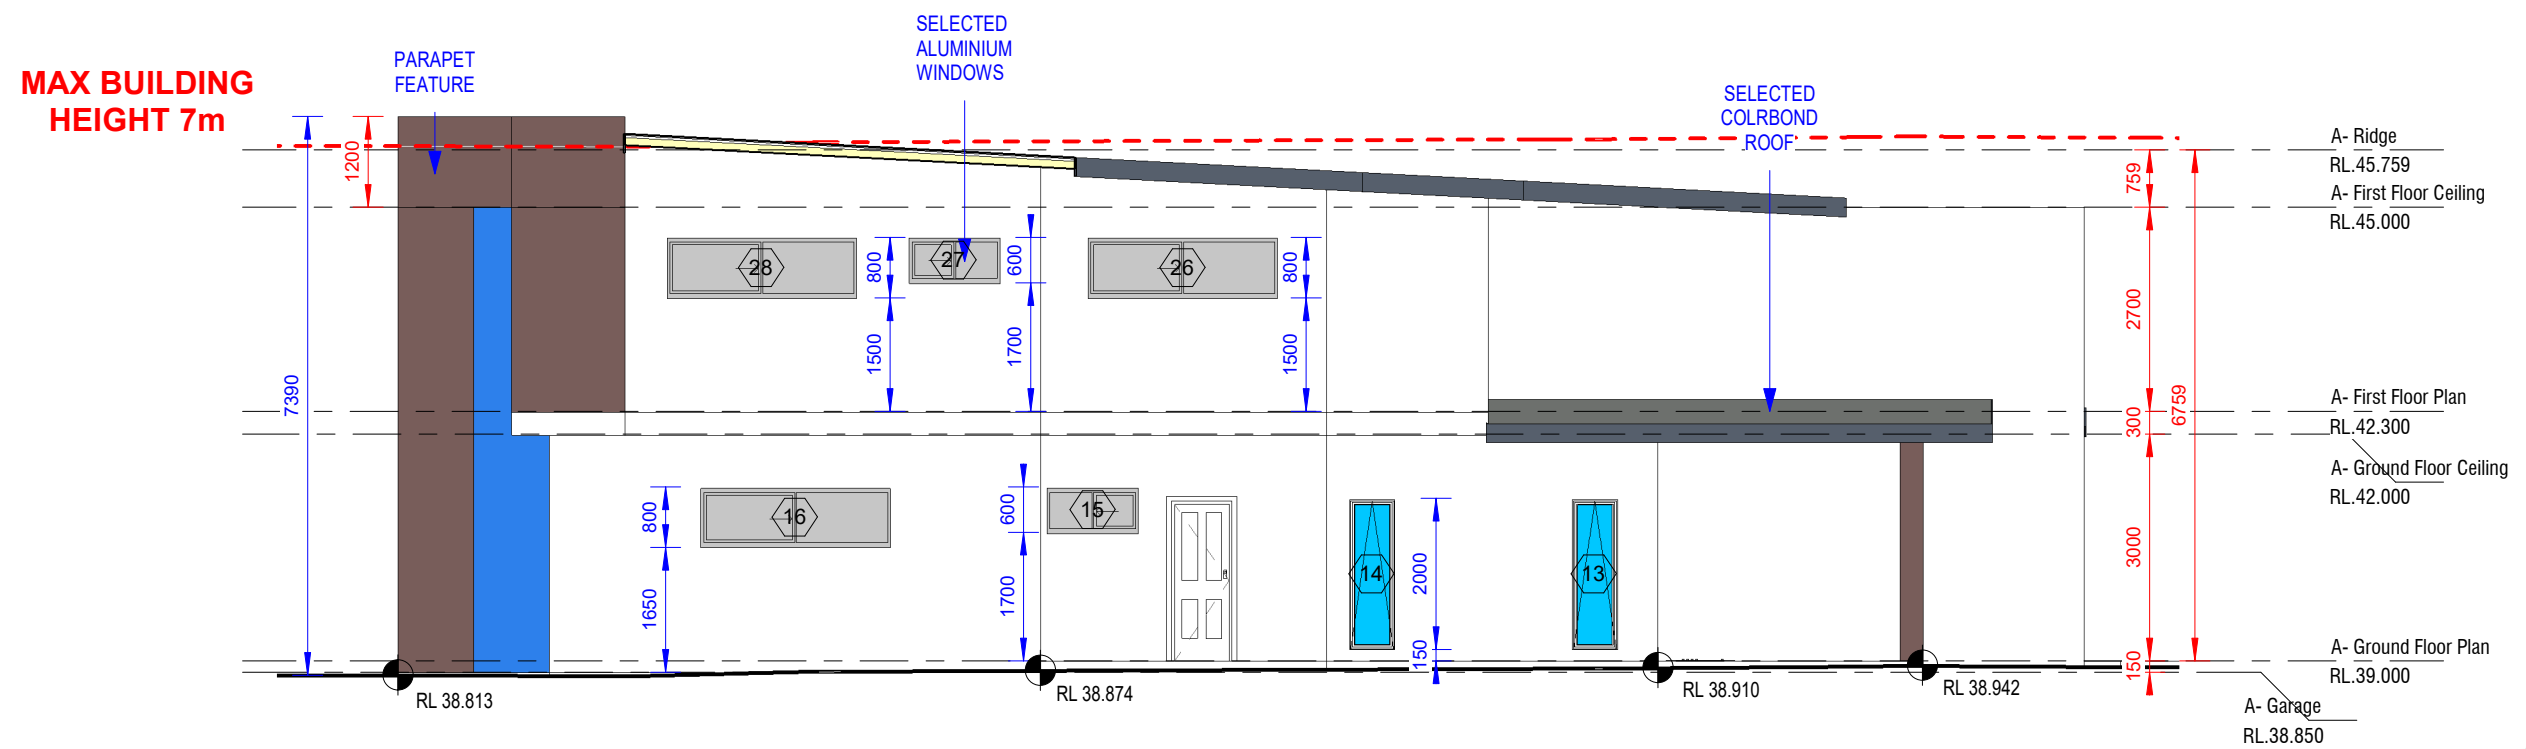 SELECTED
ALUMINIUM
WINDOWS
PARAPET
FEATURE
MAX BUILDING
HEIGHT 7m
SELECTED
COLRBOND
ROOF
A- Ridge
RL.45.759
A- First Floor Ceiling
RL.45.000
A- First Floor Plan
RL.42.300
A- Ground Floor Ceiling
RL.42.000
A- Ground Floor Plan
RL.39.000
A- Garage
RL.38.850
7390
1200
28
27
26
800
1500
600
1700
800
1500
759
2700
300
6759
3000
150
16
15
14
13
800
1650
600
1700
2000
150
RL 38.813
RL 38.874
RL 38.910
RL 38.942